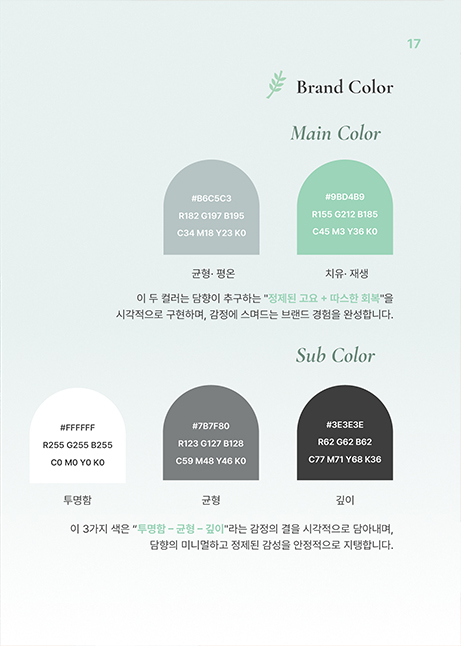 17
Brand Color
Main Color
#B6C5C3
R182 G197 B195
C34 M18 Y23 K0
#9BD4B9
R155 G212 B185
C45 M3 Y36 K0
균형· 평온
치유· 재생
이 두 컬러는 담향이 추구하는 "정제된 고요 + 따스한 회복"을
시각적으로 구현하며, 감정에 스며드는 브랜드 경험을 완성합니다.
Sub Color
#FFFFFF
R255 G255 B255
C0 M0 Y0 K0
#7B7F80
R123 G127 B128
C59 M48 Y46 K0
#3E3E3E
R62 G62 B62
C77 M71 Y68 K36
투명함
균형
깊이
이 3가지 색은 “투명함 – 균형 – 깊이"라는 감정의 결을 시각적으로 담아내며,
담향의 미니멀하고 정제된 감성을 안정적으로 지탱합니다.